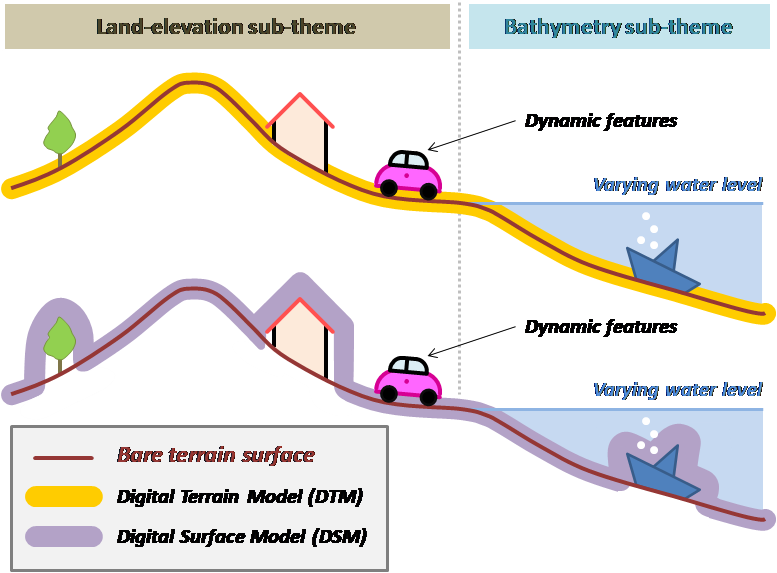 Land-elevation sub-theme
Bathymetry sub-theme
Dynamic features
Varying water level
Dynamic features
Varying water level
Bare terrain surface
Digital Terrain Model (DTM)
Digital Surface Model (DSM)